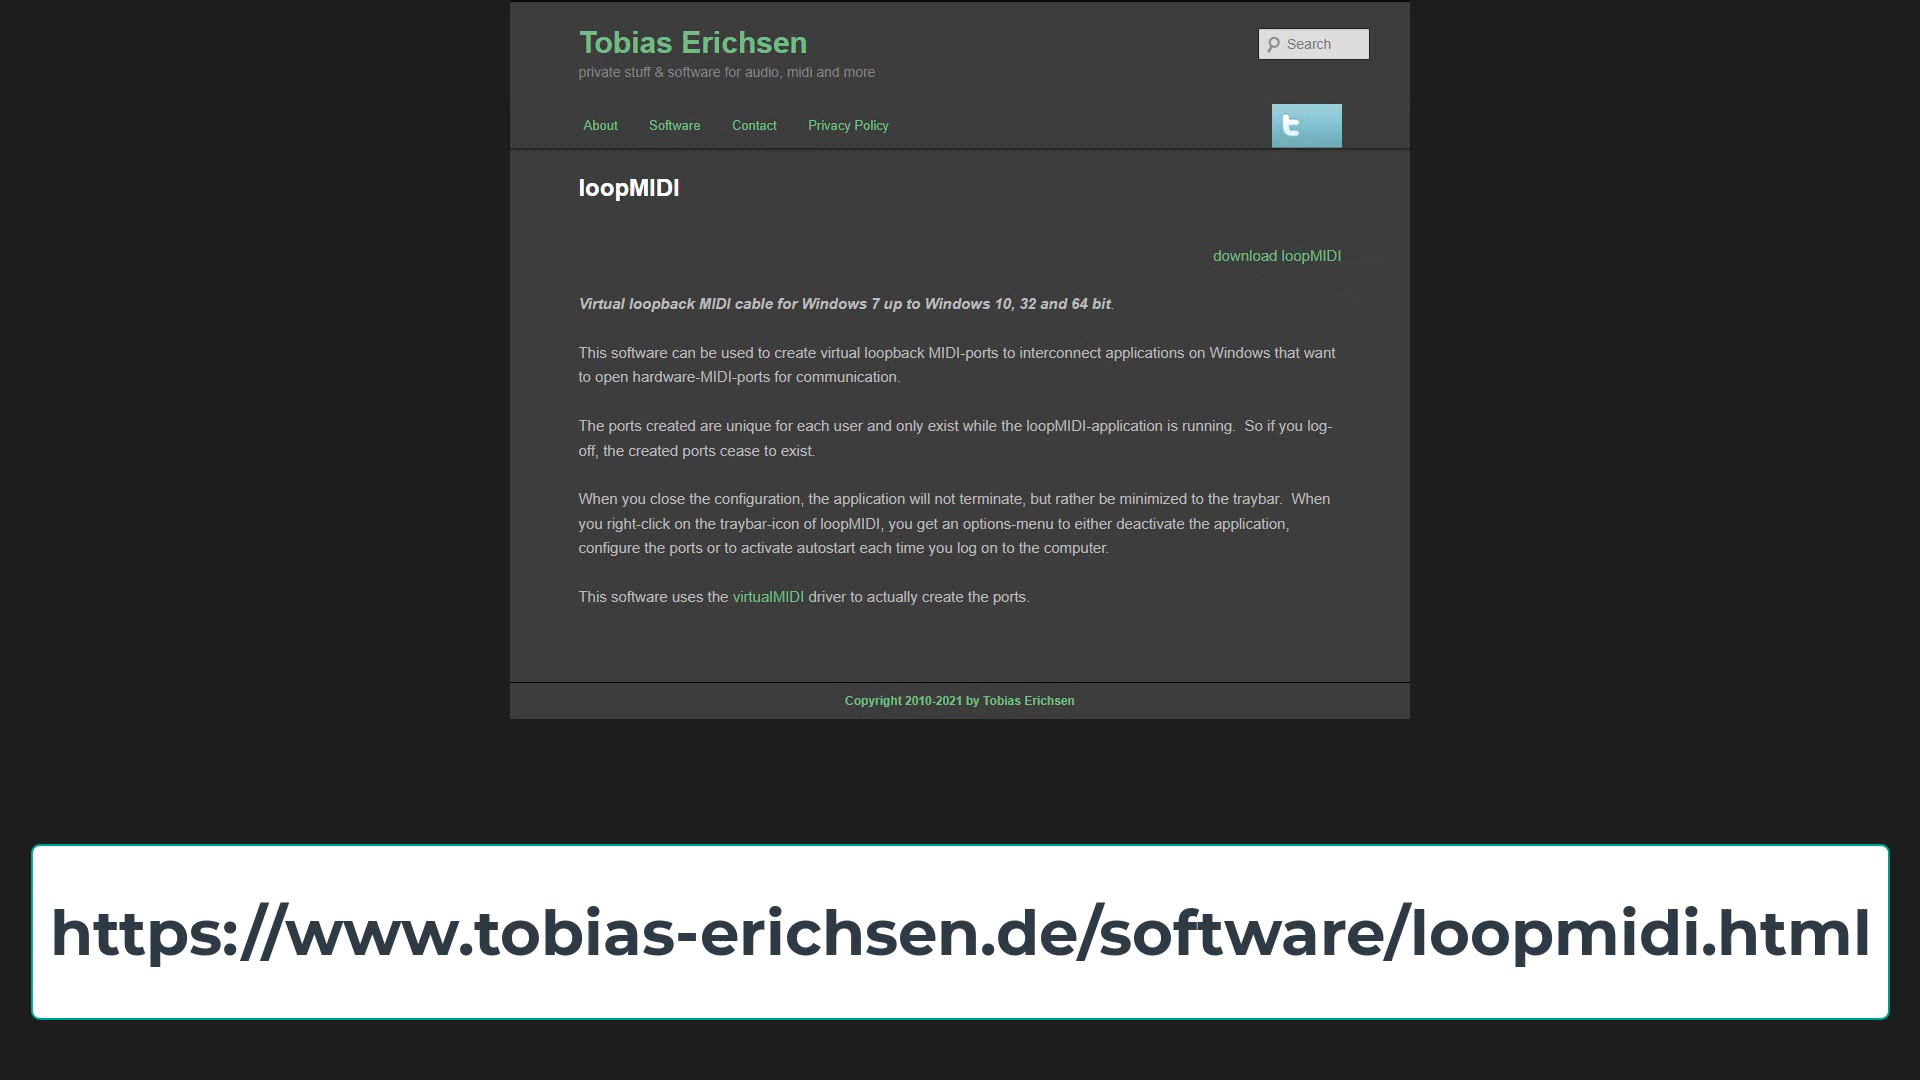 Tobias Erichsen
Search
private stuff & software for audio, midi and more
About Software Contact Privacy Policy
loopMIDI
download loopMIDI
Virtual loopback MIDI cable for Windows 7 up to Windows 10, 32 and 64 bit.
This software can be used to create virtual loopback MIDI-ports to interconnect applications on Windows that want
to open hardware-MIDI-ports for communication.
The ports created are unique for each user and only exist while the loopMIDI-application is running.  So if you log-
off, the created ports cease to exist.
When you close the configuration, the application will not terminate, but rather be minimized to the traybar.  When
you right-click on the traybar-icon of loopMIDI, you get an options-menu to either deactivate the application,
configure the ports or to activate autostart each time you log on to the computer.
This software uses the virtualMIDI driver to actually create the ports.
Copyright 2010-2021 by Tobias Erichsen
https://www.tobias-erichsen.de/software/loopmidi.html